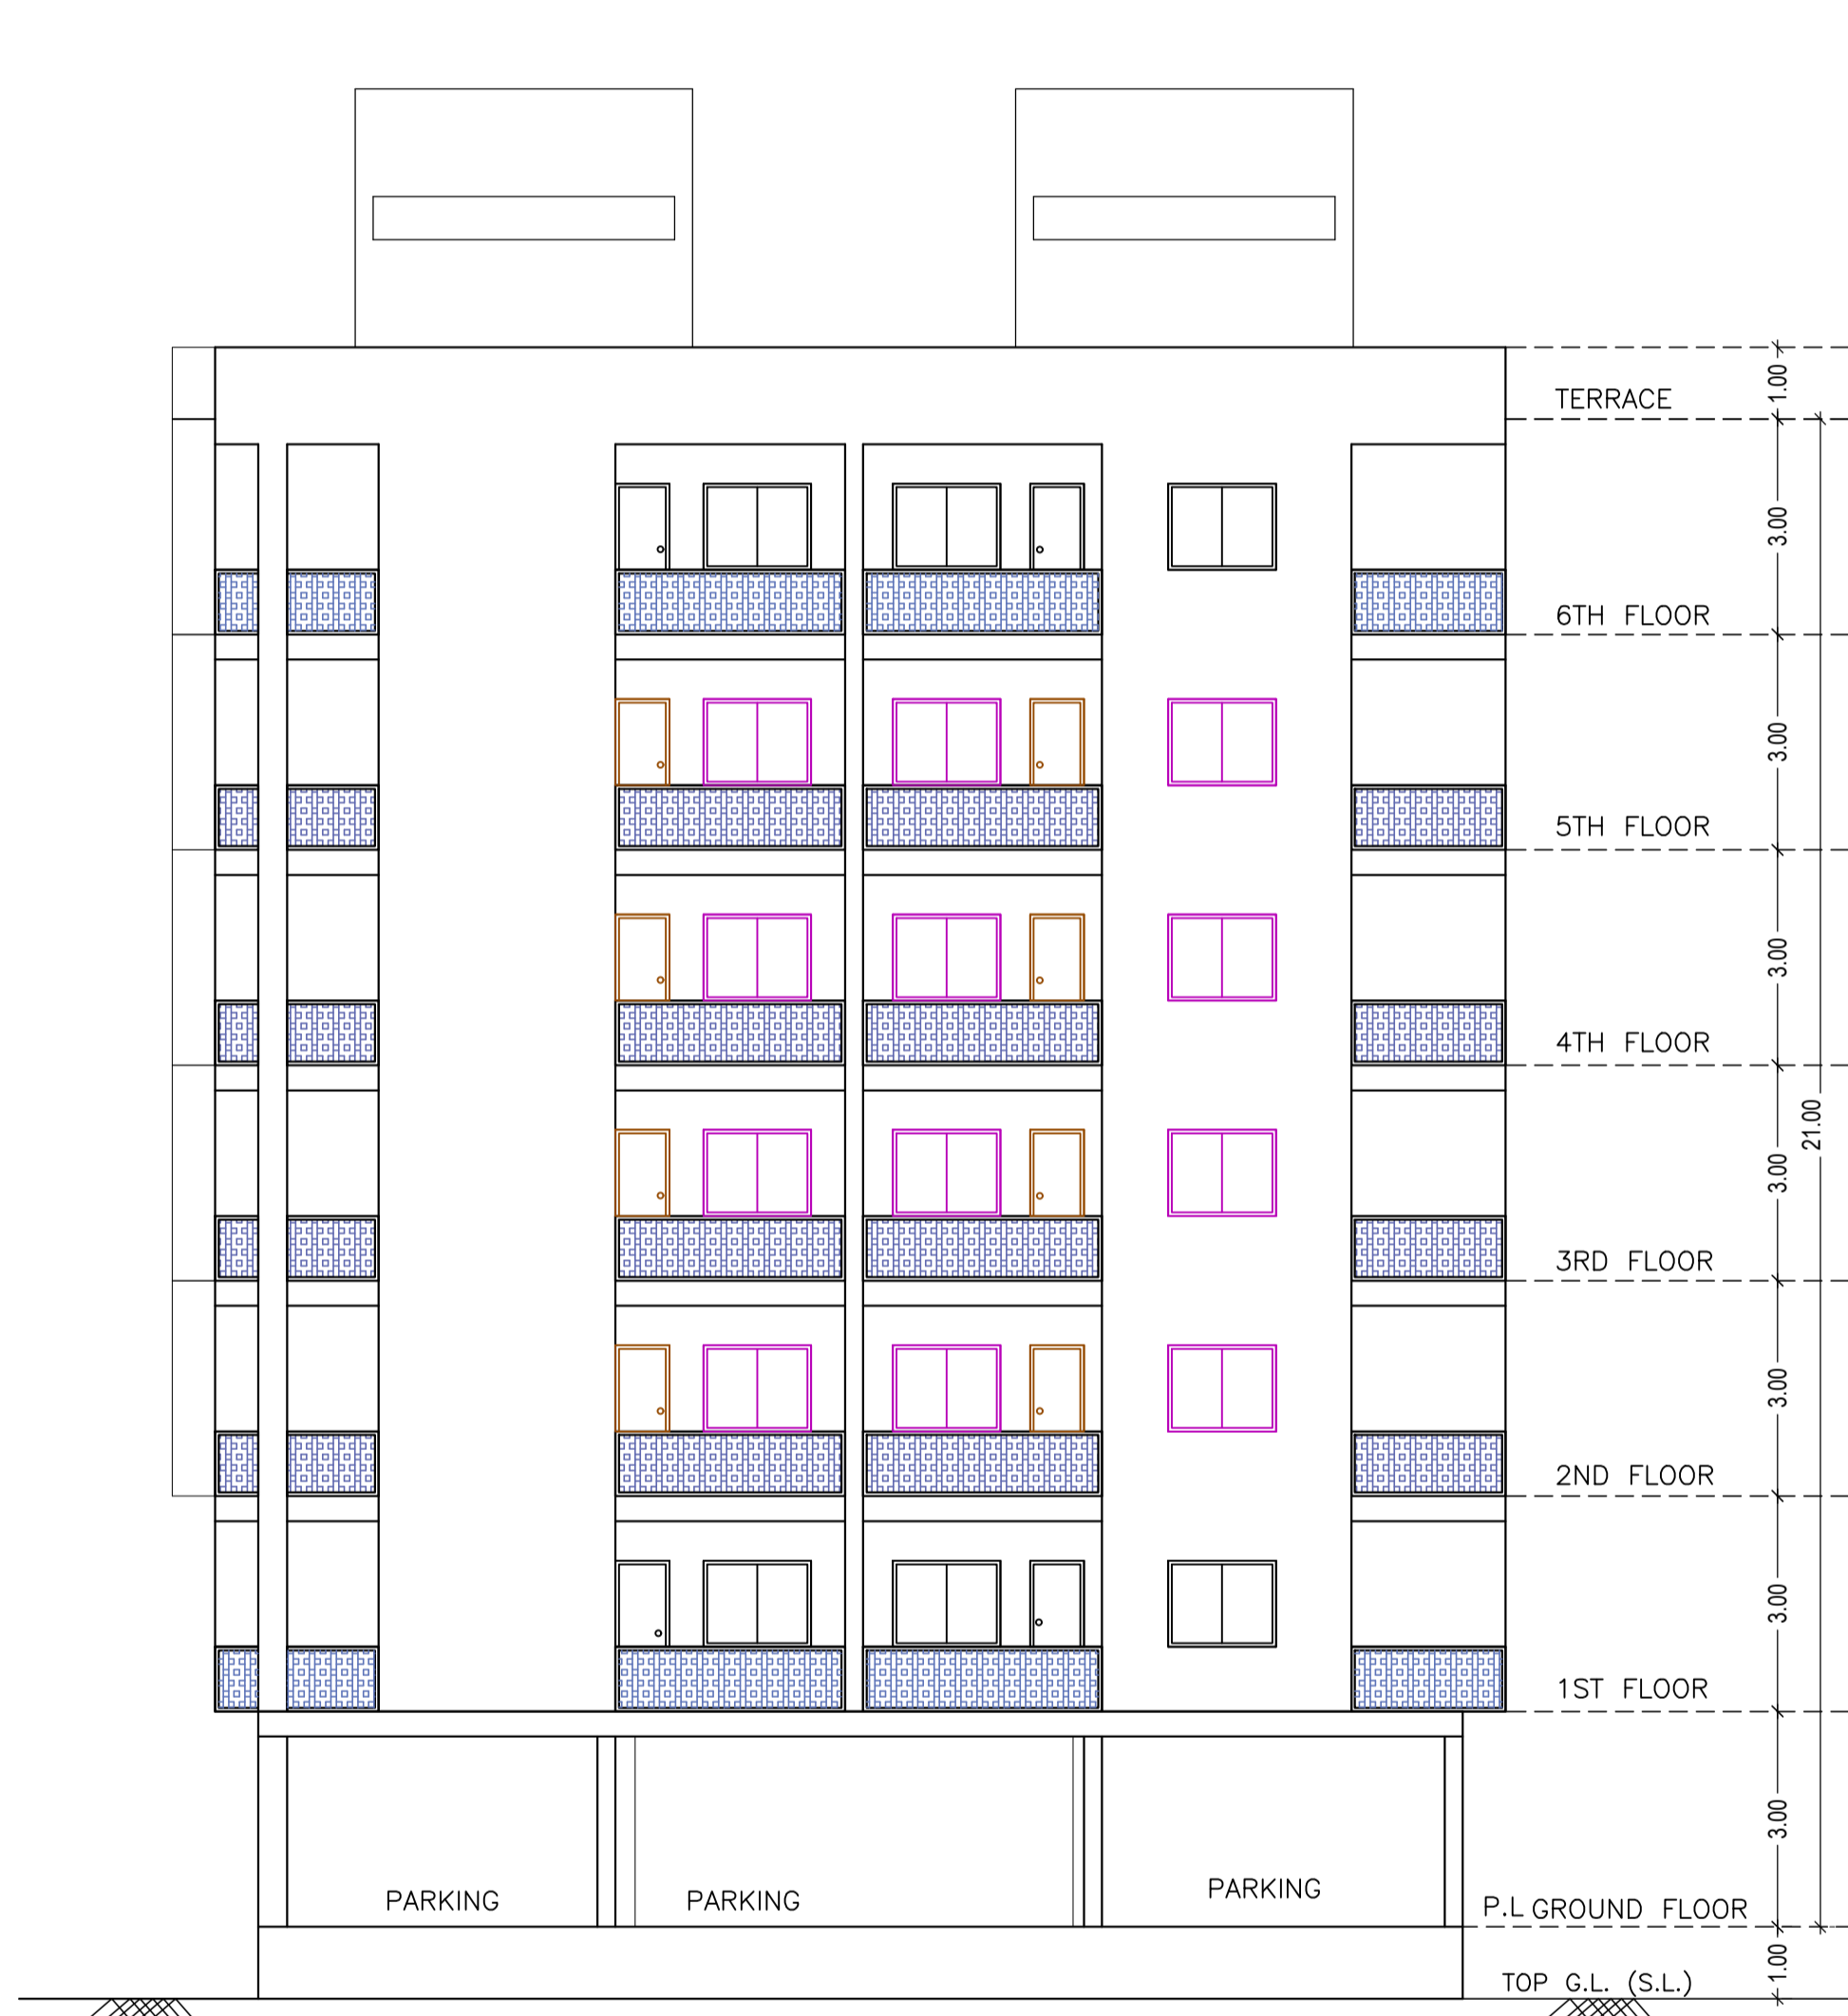 1.00
TERRACE
3.00
6TH FLOOR
3.00
5TH FLOOR
3.00
4TH FLOOR
21.00
3.00
3RD FLOOR
3.00
2ND FLOOR
3.00
1ST FLOOR
3.00
PARKING PARKING PARKING
P.L GROUND FLOOR
1.00
TOP G.L. (S.L.)